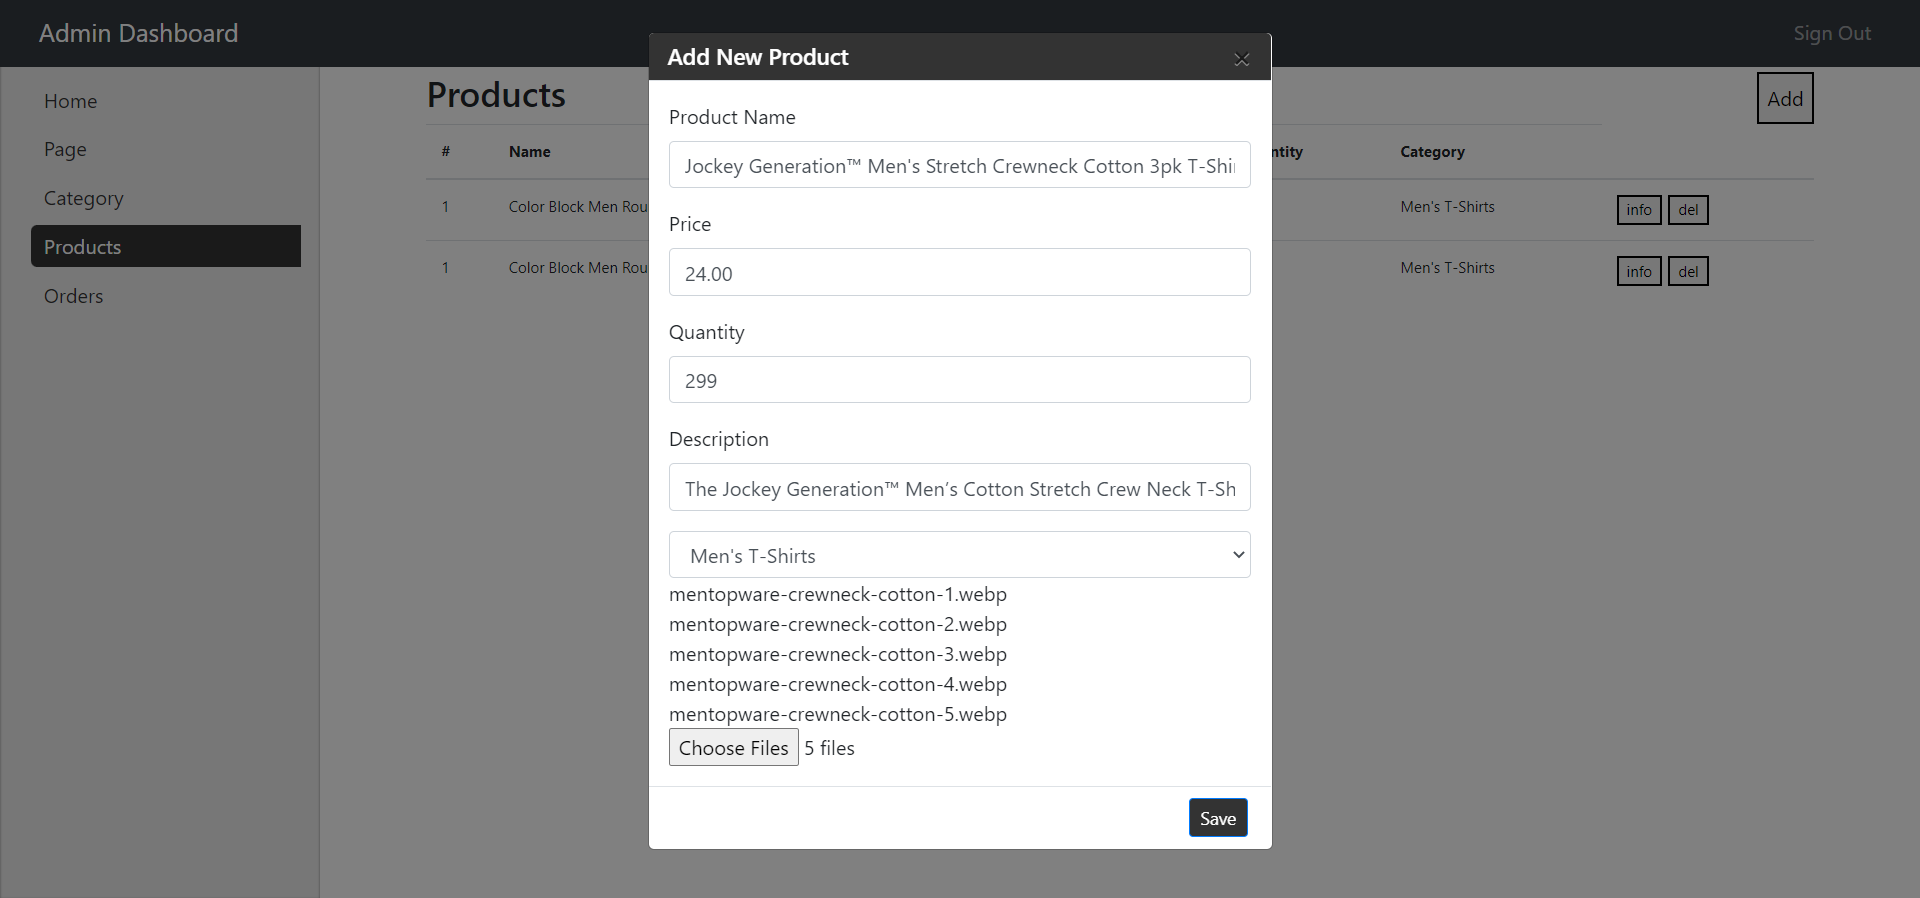 Admin Dashboard
Sign Out
Home
Page
Category
Products
Orders
Products
Add
# Name ntity Category
1 Color Block Men Rou Men's T-Shirts info del
1 Color Block Men Rou Men's T-Shirts info del
Add New Product ×
Product Name
Jockey Generation™ Men's Stretch Crewneck Cotton 3pk T-Shi
Price
24.00
Quantity
299
Description
The Jockey Generation™ Men’s Cotton Stretch Crew Neck T-Sh
Men's T-Shirts
mentopware-crewneck-cotton-1.webp
mentopware-crewneck-cotton-2.webp
mentopware-crewneck-cotton-3.webp
mentopware-crewneck-cotton-4.webp
mentopware-crewneck-cotton-5.webp
Choose Files 5 files
Save